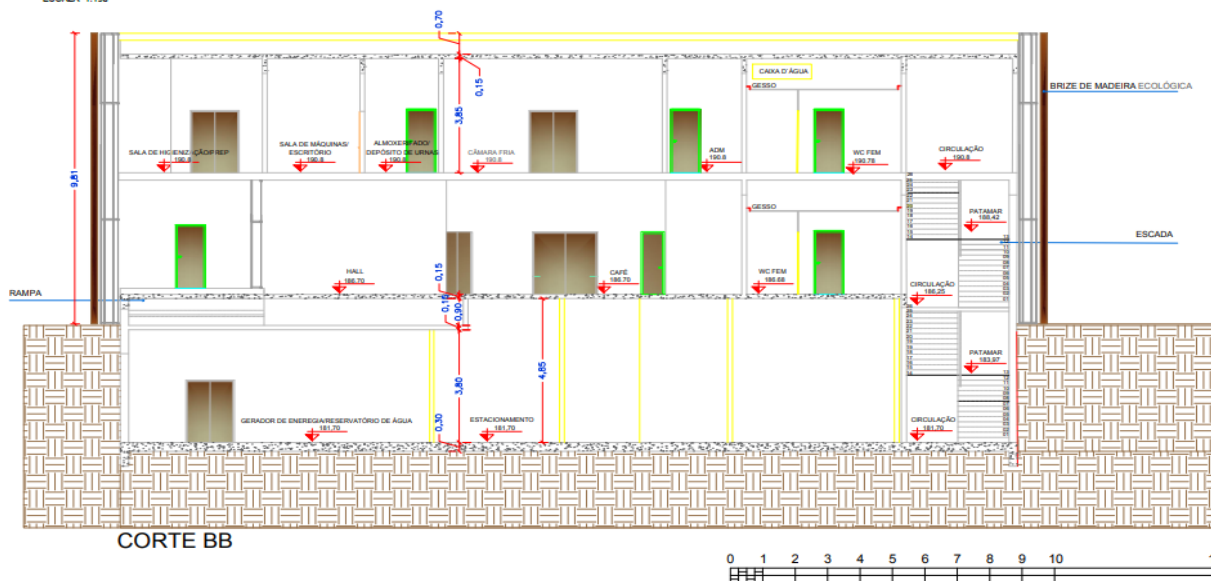 0,70
CAIXA D'ÁGUA
GESSO
BRIZE DE MADEIRA ECOLÓGICA
0,15
3,85
SALA DE HIGIENIZAÇÃO/PREP
190.8
SALA DE MÁQUINAS/
ESCRITÓRIO
190.8
ALMOXERIFADO/
DEPÓSITO DE URNAS
190.8
CÂMARA FRIA
190.8
ADM
190.8
WC FEM
190.78
CIRCULAÇÃO
190.8
9,81
GESSO
PATAMAR
188,42
ESCADA
HALL
186.70
0,15
CAFÉ
186.70
WC FEM
186.68
CIRCULAÇÃO
186,25
RAMPA
0,15
0,90
3,80
4,85
PATAMAR
183,97
GERADOR DE ENEREGIA/RESERVATÓRIO DE ÁGUA
181,70
0,30
ESTACIONAMENTO
181,70
CIRCULAÇÃO
181,70
CORTE BB
0 1 2 3 4 5 6 7 8 9 10